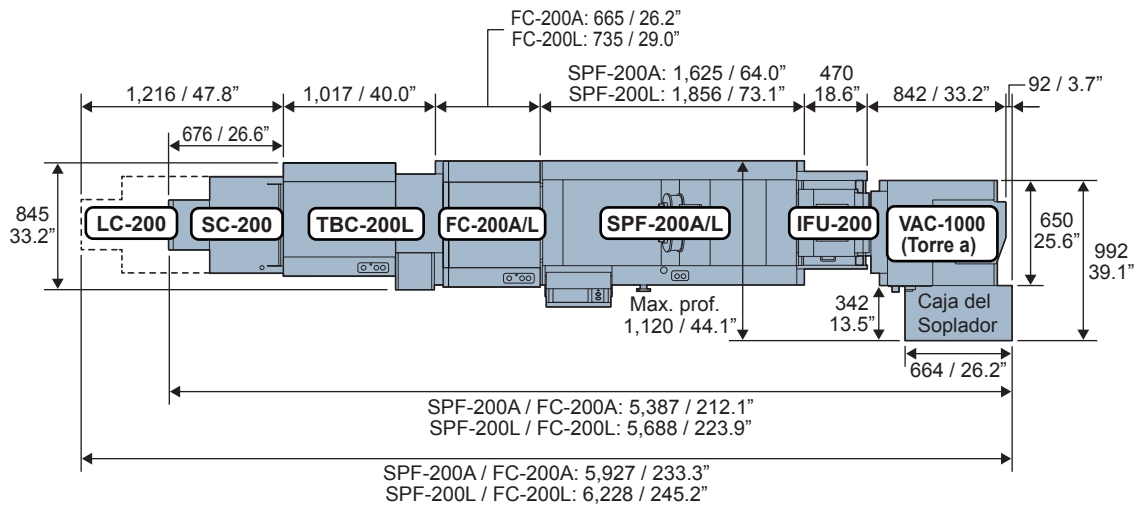 FC-200A: 665 / 26.2”
FC-200L: 735 / 29.0”
SPF-200A: 1,625 / 64.0”
SPF-200L: 1,856 / 73.1”
470
18.6”
92 / 3.7”
1,216 / 47.8”
1,017 / 40.0”
842 / 33.2”
676 / 26.6”
845
33.2”
LC-200
SC-200
TBC-200L
FC-200A/L
SPF-200A/L
IFU-200
VAC-1000
(Torre a)
650
25.6”
992
39.1”
Max. prof.
1,120 / 44.1”
342
13.5”
Caja del
Soplador
664 / 26.2”
SPF-200A / FC-200A: 5,387 / 212.1”
SPF-200L / FC-200L: 5,688 / 223.9”
SPF-200A / FC-200A: 5,927 / 233.3”
SPF-200L / FC-200L: 6,228 / 245.2”